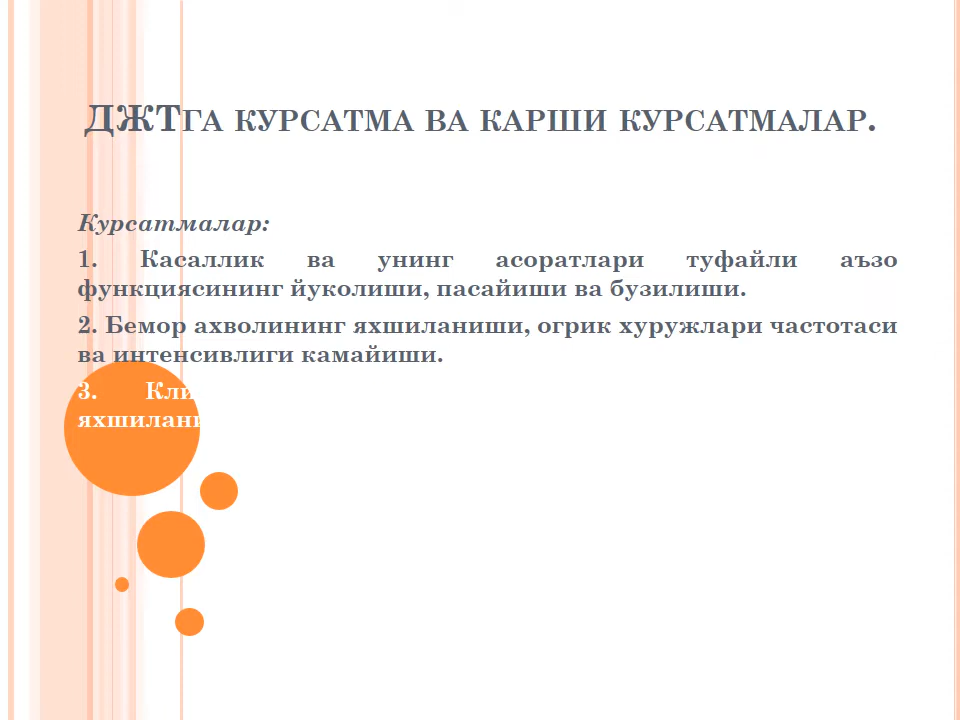 ДЖТга курсатма ва карши курсатмалар.
Курсатмалар:
1. Касаллик ва унинг асоратлари туфайли аъзо
функциясининг йуколиши, пасайиши ва бузилиши.
2. Бемор ахволининг яхшиланиши, огрик хуружлари частотаси
ва интенсивлиги камайиши.
3.